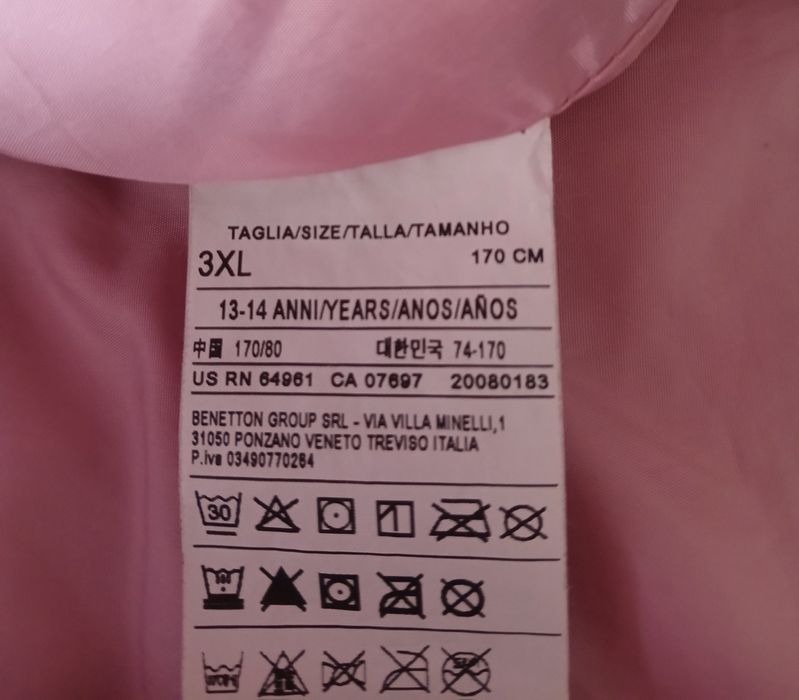 TAGLIA/SIZE/TALLA/TAMANHO
3XL 170 CM
13-14 ANNI/YEARS/ANOS/AÑOS
中国 170/80 대한민국 74-170
US RN 64961 CA 07697 20080183
BENETTON GROUP SRL - VIA VILLA MINELLI,1
31050 PONZANO VENETO TREVISO ITALIA
P.iva 03490770264
30